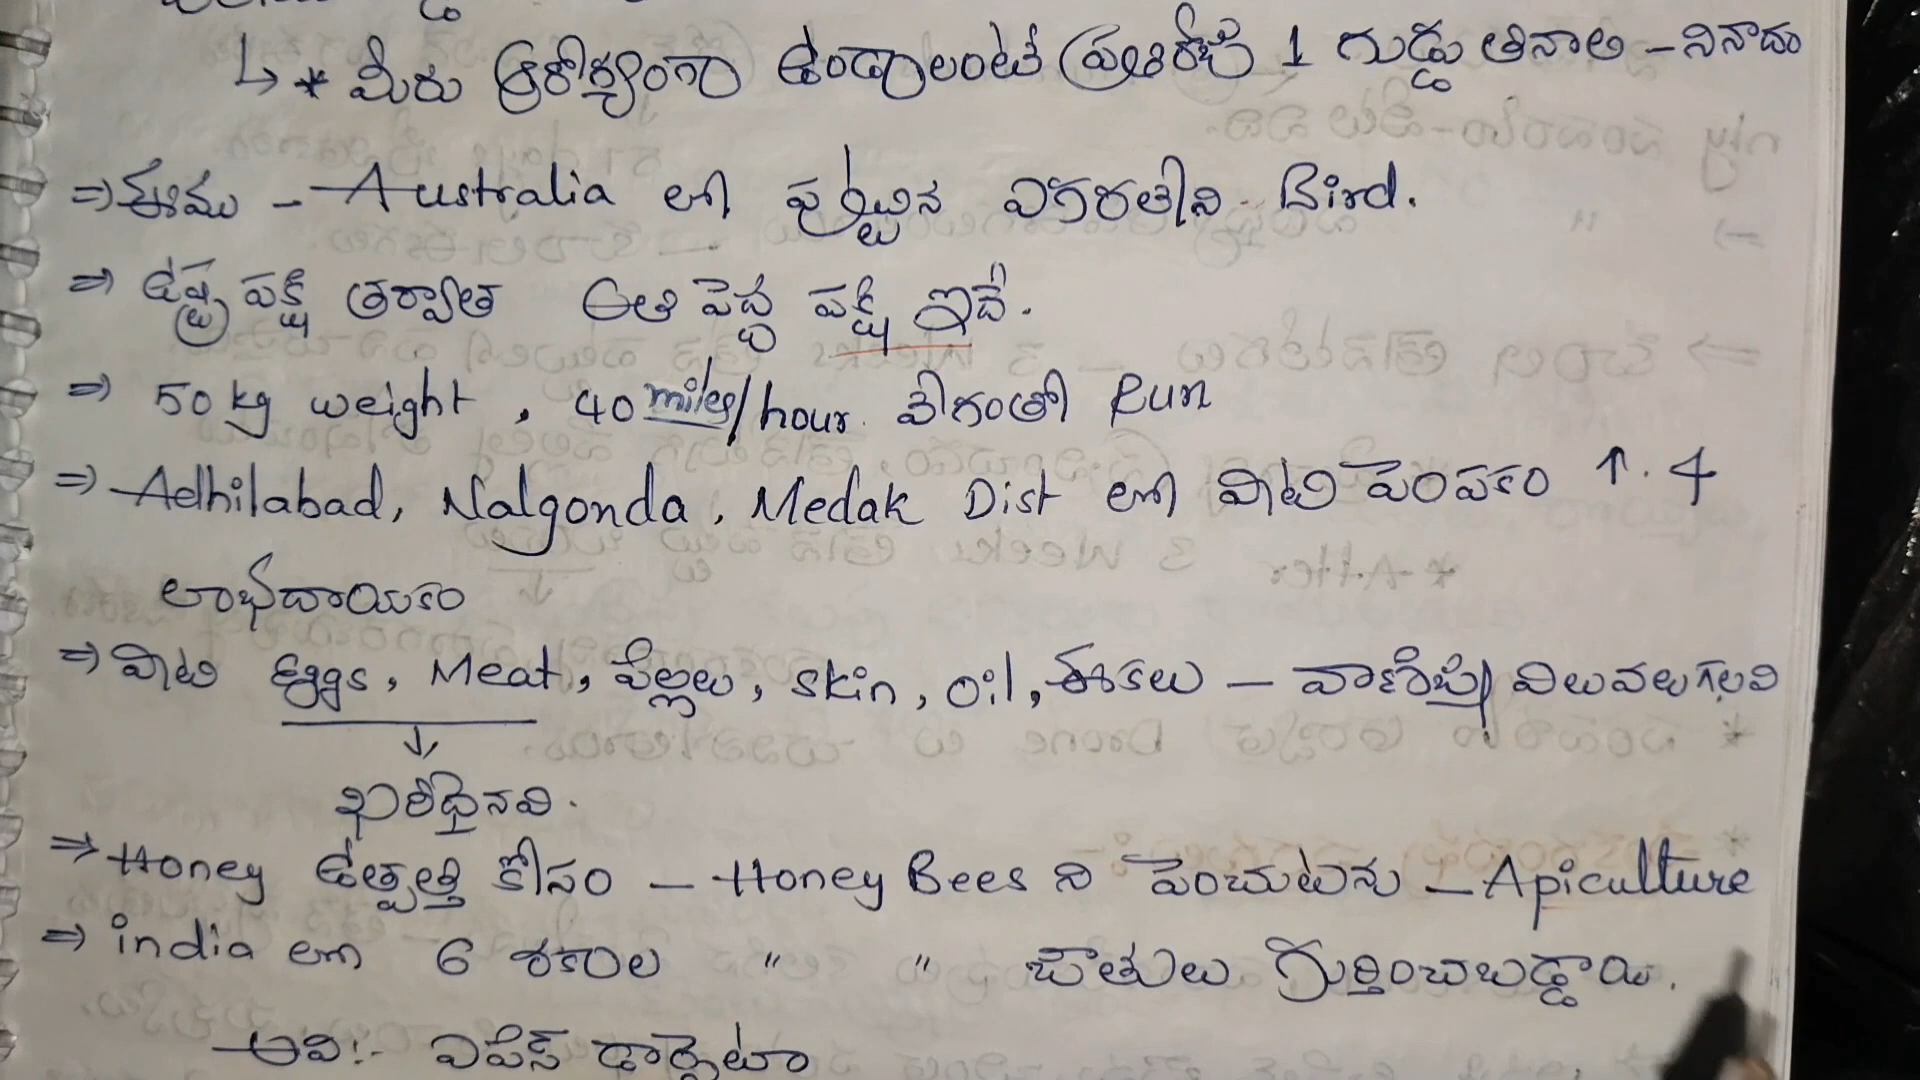 ↳ * మీరు ఆరోగ్యంగా ఉండాలంటే ప్రతిరోజు 1 గుడ్డు తినాలి - నినాదం
⇒ ఈము - Australia లో పుట్టిన ఎగరలేని Bird.
⇒ ఉష్ట్ర పక్షి తర్వాత అతి పెద్ద పక్షి ఇదే.
⇒ 50 kg weight, 40 miles/hour వేగంతో Run
⇒ Adhilabad, Nalgonda, Medak Dist లో వీటి పెంపకం ↑. 4
లాభదాయకం
⇒ వీటి Eggs, Meat, పిల్లలు, skin, oil, ఈకలు - వాణిజ్య విలువలుగలవి
↓
ఖరీదైనవి.
⇒ Honey ఉత్పత్తి కోసం - Honey Bees ని పెంచుటను - Apiculture
⇒ india లో 6 రకాల " " జాతులు గుర్తించబడ్డాయి.
అవి:- ఏపిస్ డార్సెటా